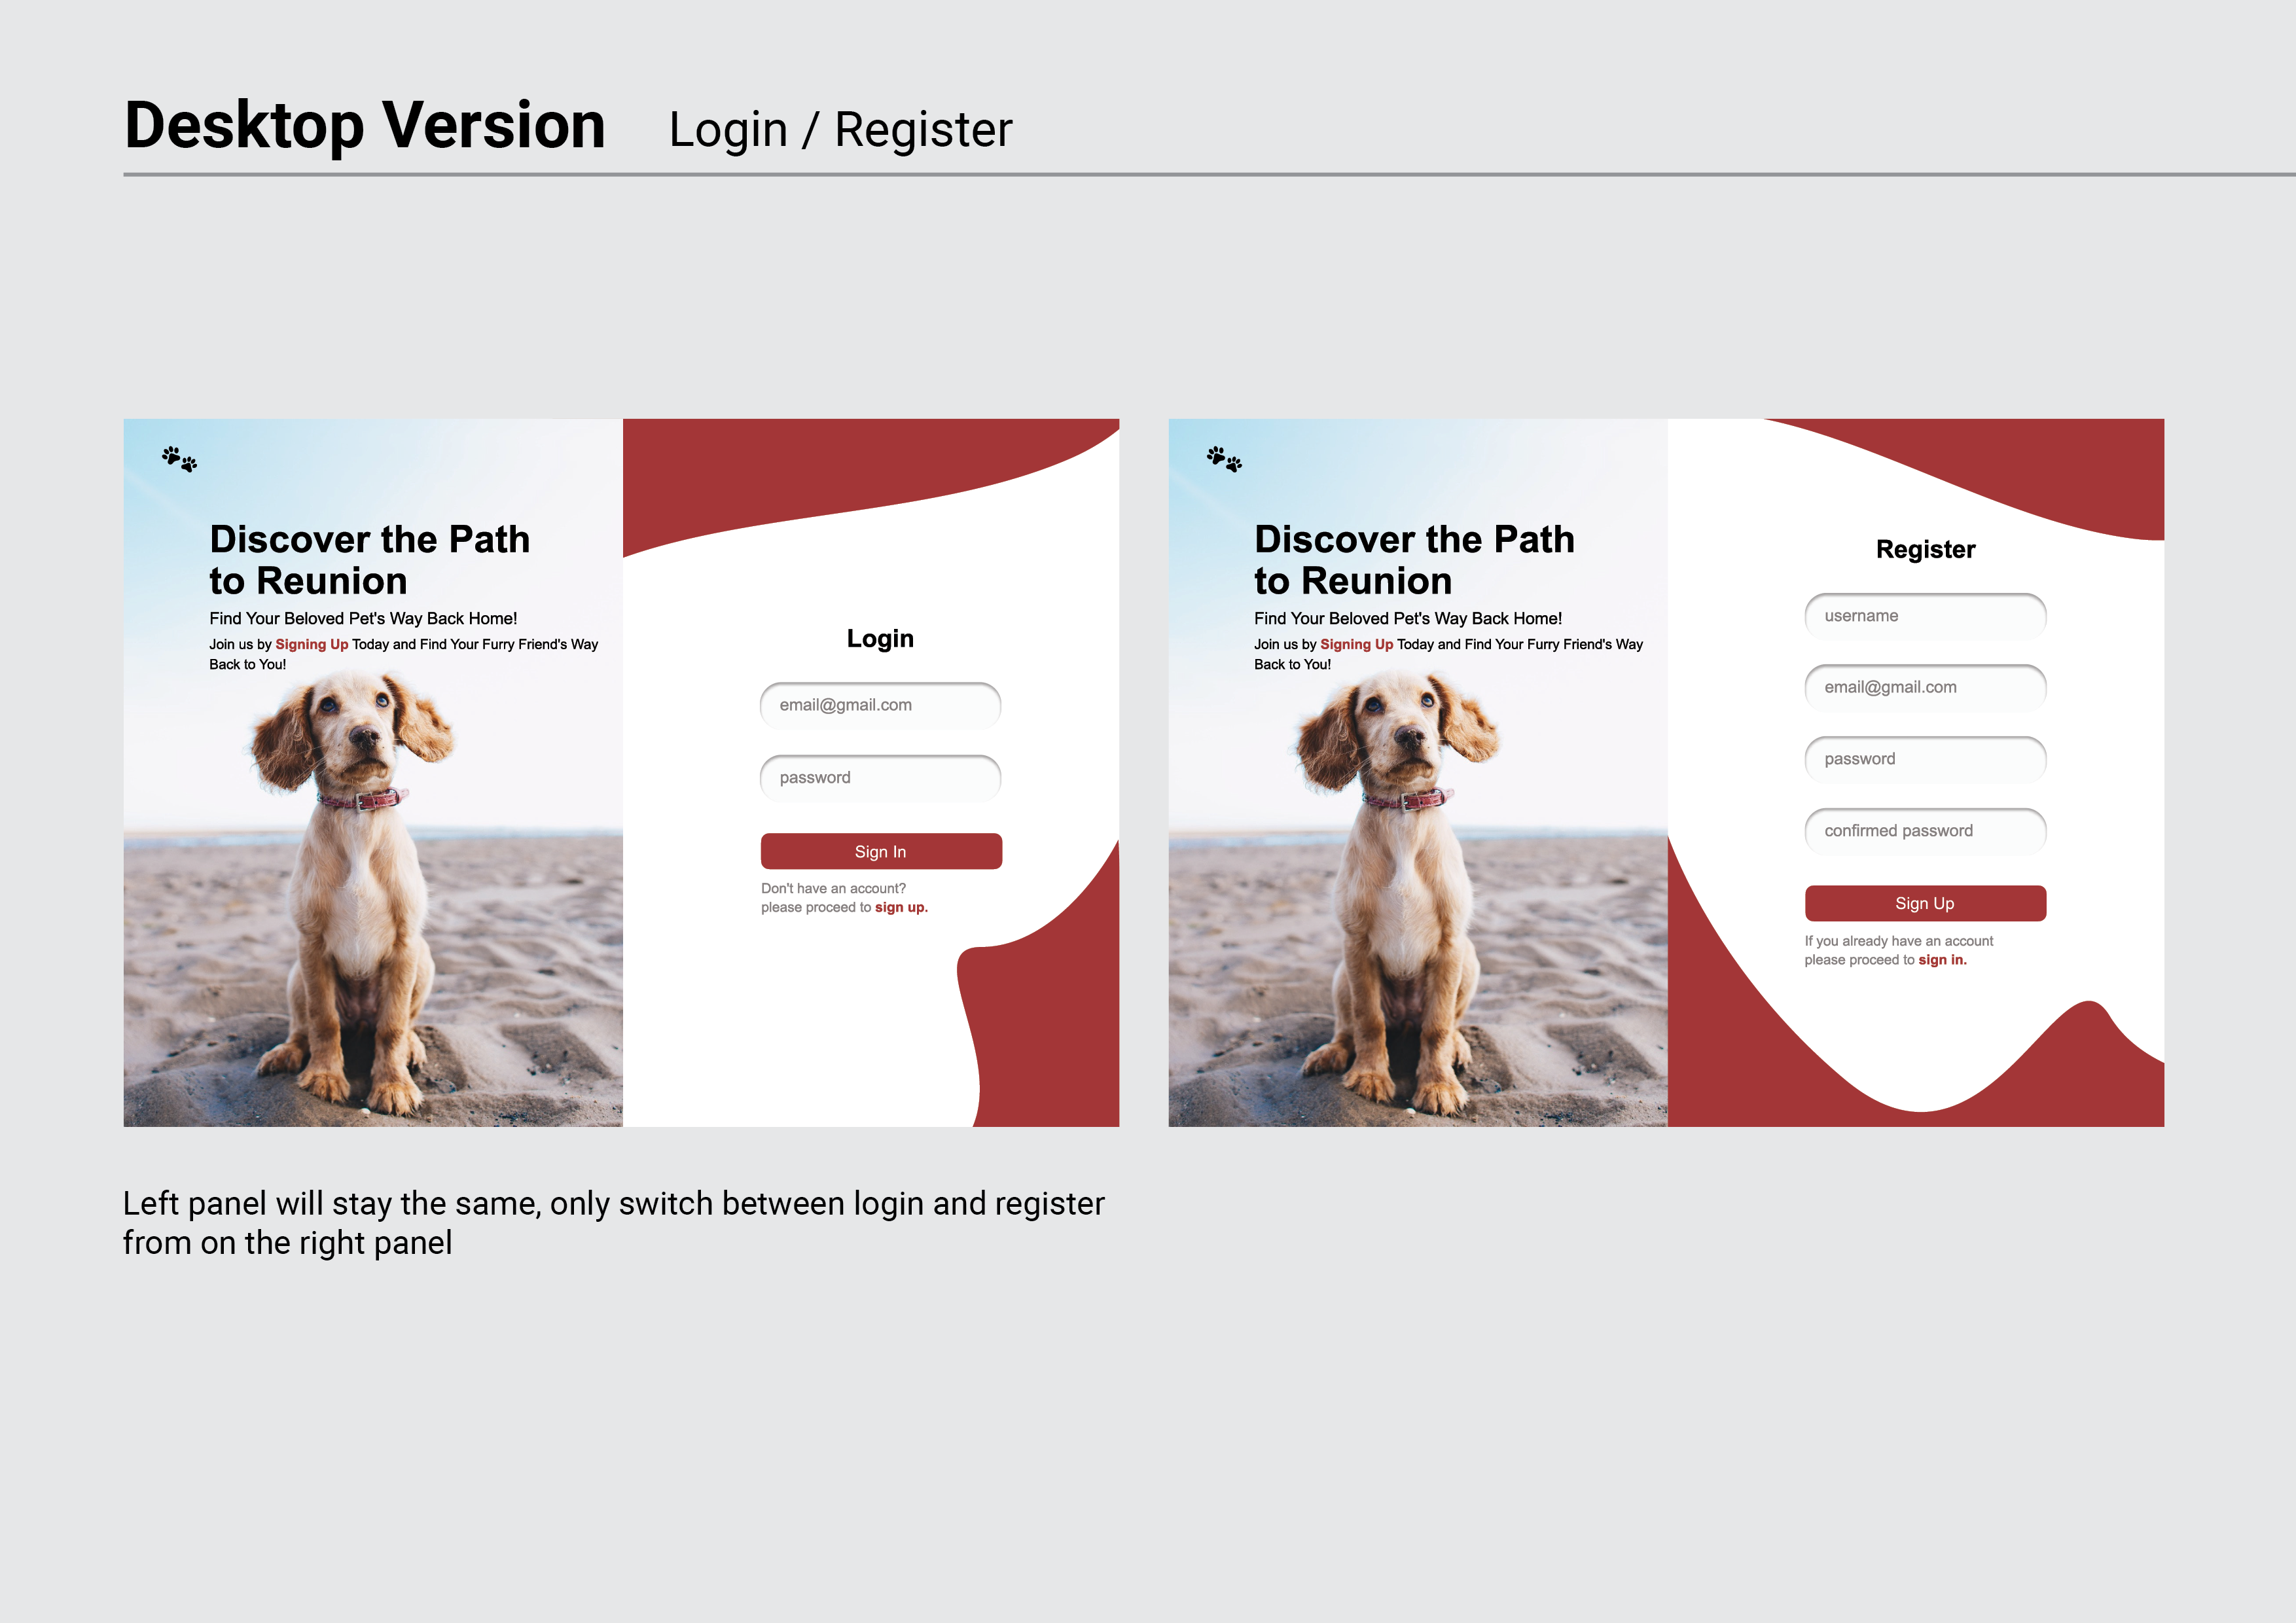 Desktop Version Login / Register
Discover the Path
to Reunion
Find Your Beloved Pet's Way Back Home!
Join us by Signing Up Today and Find Your Furry Friend's Way
Back to You!
Login
email@gmail.com
password
Sign In
Don't have an account?
please proceed to sign up.
Discover the Path
to Reunion
Find Your Beloved Pet's Way Back Home!
Join us by Signing Up Today and Find Your Furry Friend's Way
Back to You!
Register
username
email@gmail.com
password
confirmed password
Sign Up
If you already have an account
please proceed to sign in.
Left panel will stay the same, only switch between login and register
from on the right panel